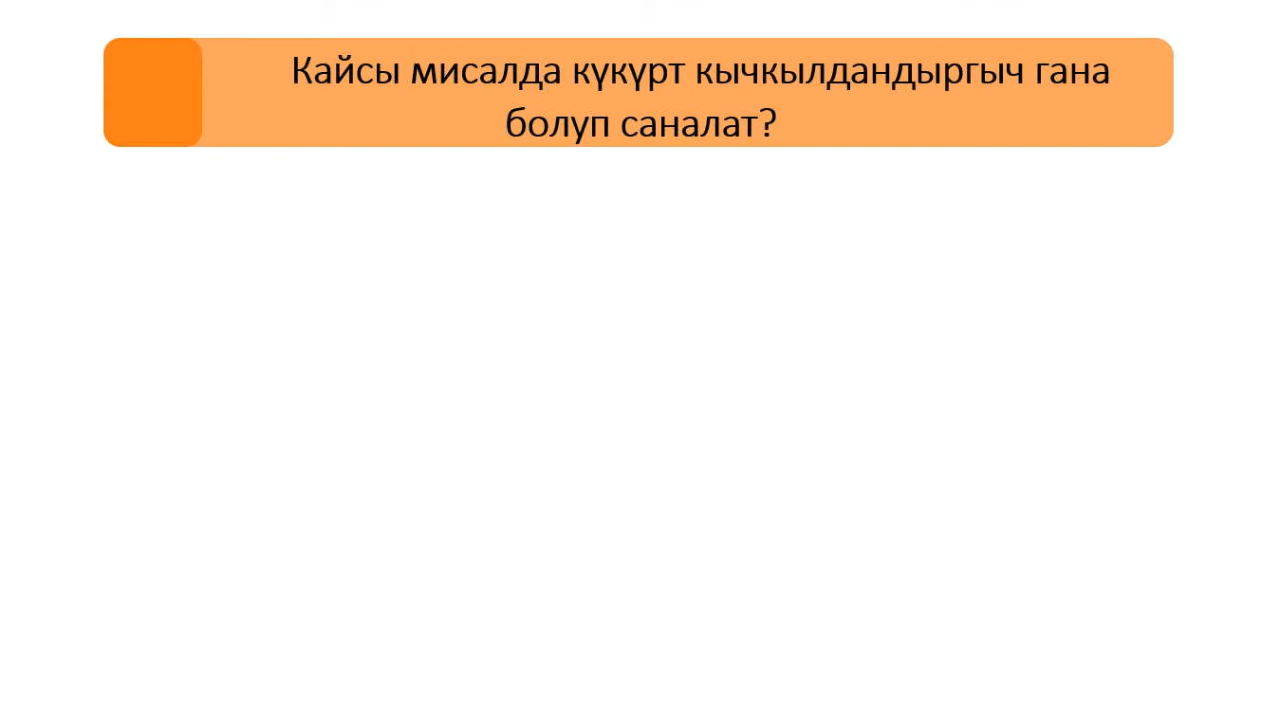 Кайсы мисалда күкүрт кычкылдандыргыч гана
болуп саналат?